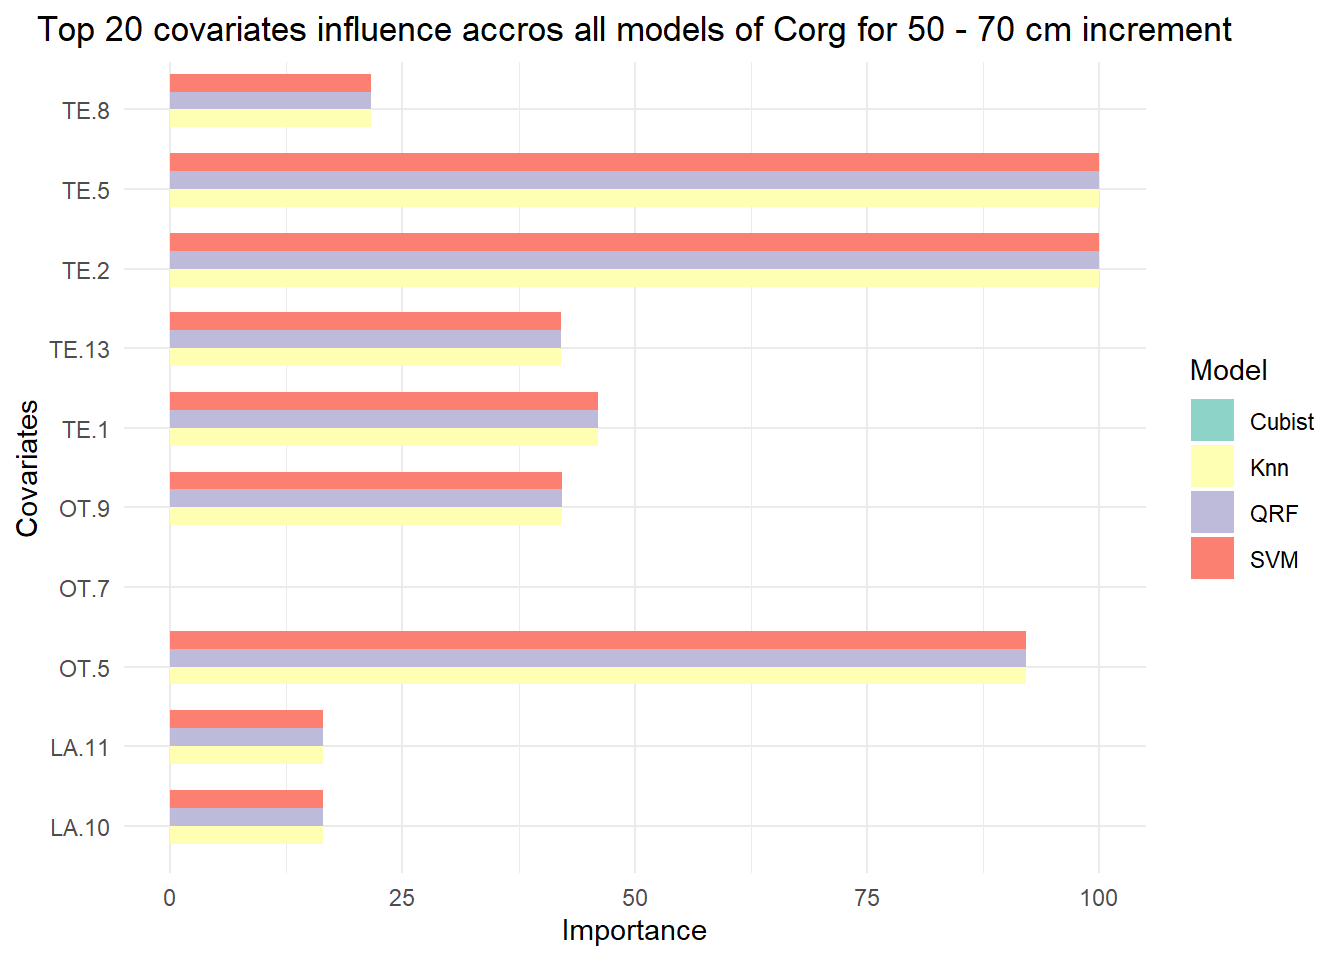 Top 20 covariates influence accros all models of Corg for 50 - 70 cm increment
Covariates
TE.8
TE.5
TE.2
TE.13
TE.1
OT.9
OT.7
OT.5
LA.11
LA.10
0 25 50 75 100
Importance
Model
Cubist
Knn
QRF
SVM